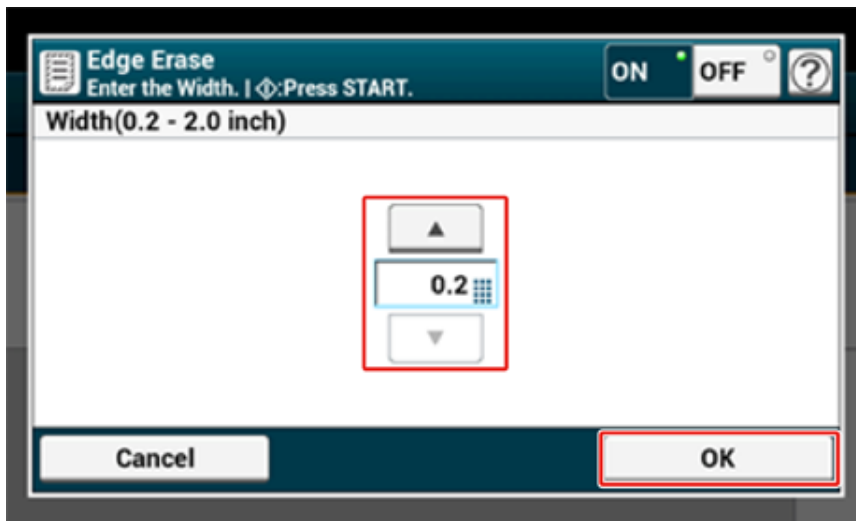 Edge Erase
Enter the Width. | :Press START.
ON OFF ?
Width(0.2 - 2.0 inch)
▲
0.2
▼
Cancel OK